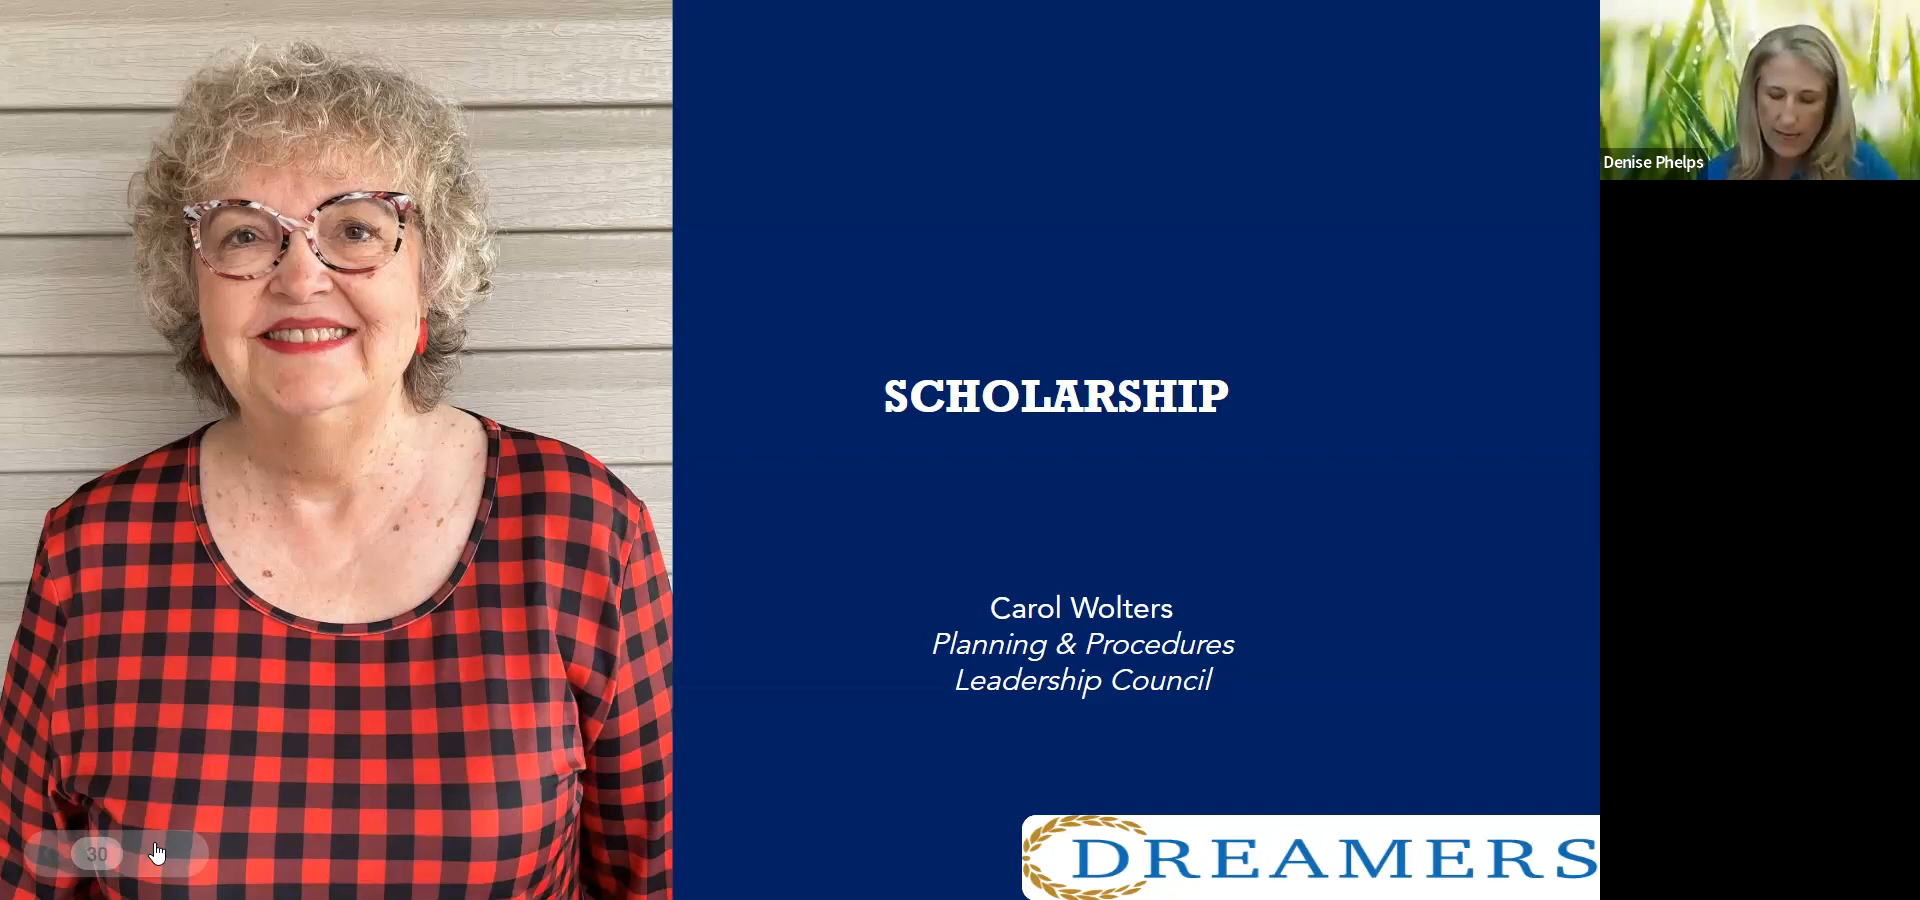 SCHOLARSHIP
Carol Wolters
Planning & Procedures
Leadership Council
DREAMERS
Denise Phelps
30